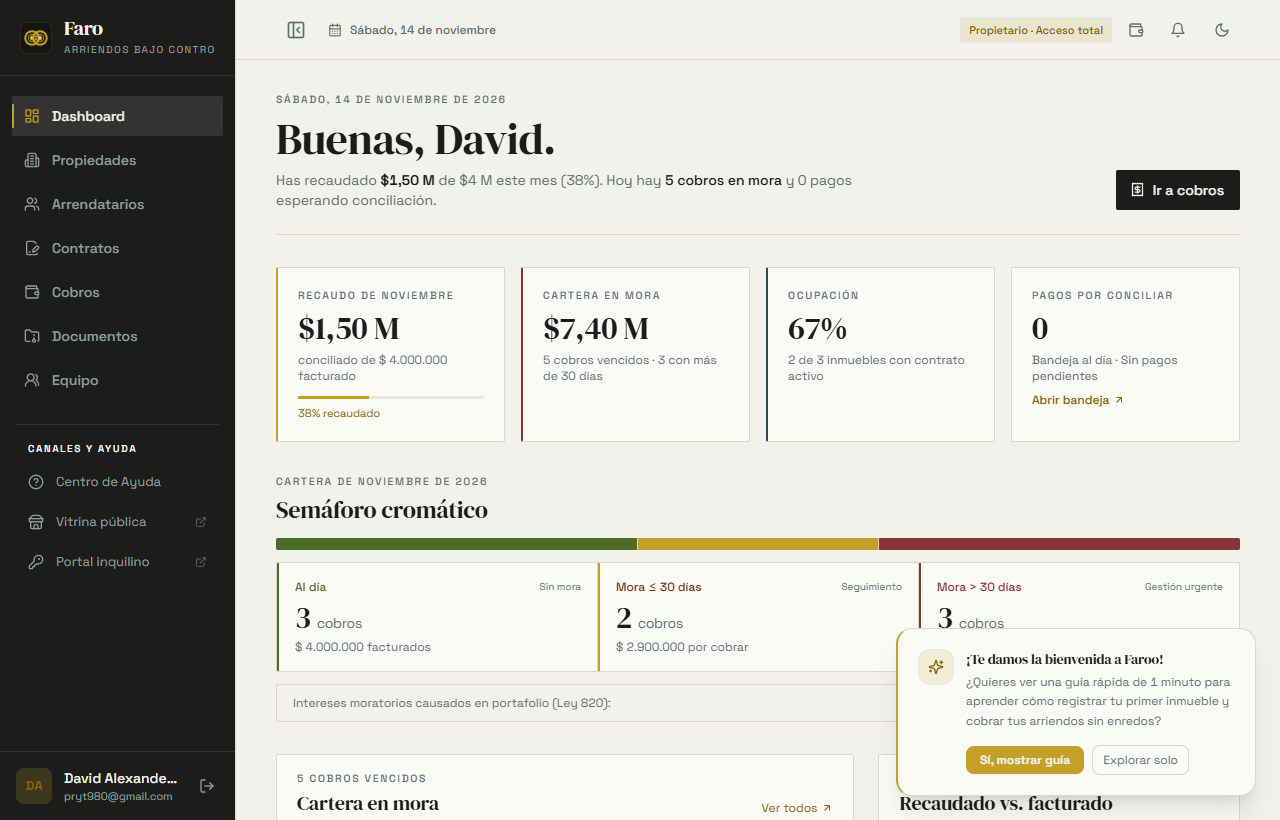 Faro
ARRIENDOS BAJO CONTRO
Dashboard
Propiedades
Arrendatarios
Contratos
Cobros
Documentos
Equipo
CANALES Y AYUDA
Centro de Ayuda
Vitrina pública
Portal inquilino
DA
David Alexande...
pryt980@gmail.com
Sábado, 14 de noviembre
Propietario · Acceso total
SÁBADO, 14 DE NOVIEMBRE DE 2026
Buenas, David.
Has recaudado $1,50 M de $4 M este mes (38%). Hoy hay 5 cobros en mora y 0 pagos
esperando conciliación.
Ir a cobros
RECAUDO DE NOVIEMBRE
$1,50 M
conciliado de $ 4.000.000
facturado
38% recaudado
CARTERA EN MORA
$7,40 M
5 cobros vencidos · 3 con más
de 30 días
OCUPACIÓN
67%
2 de 3 inmuebles con contrato
activo
PAGOS POR CONCILIAR
0
Bandeja al día · Sin pagos
pendientes
Abrir bandeja
CARTERA DE NOVIEMBRE DE 2026
Semáforo cromático
Al día
Sin mora
3 cobros
$ 4.000.000 facturados
Mora ≤ 30 días
Seguimiento
2 cobros
$ 2.900.000 por cobrar
Mora > 30 días
Gestión urgente
3 cobros
Intereses moratorios causados en portafolio (Ley 820):
5 COBROS VENCIDOS
Cartera en mora
Ver todos
Recaudado vs. facturado
¡Te damos la bienvenida a Faroo!
¿Quieres ver una guía rápida de 1 minuto para
aprender cómo registrar tu primer inmueble y
cobrar tus arriendos sin enredos?
Sí, mostrar guía
Explorar solo